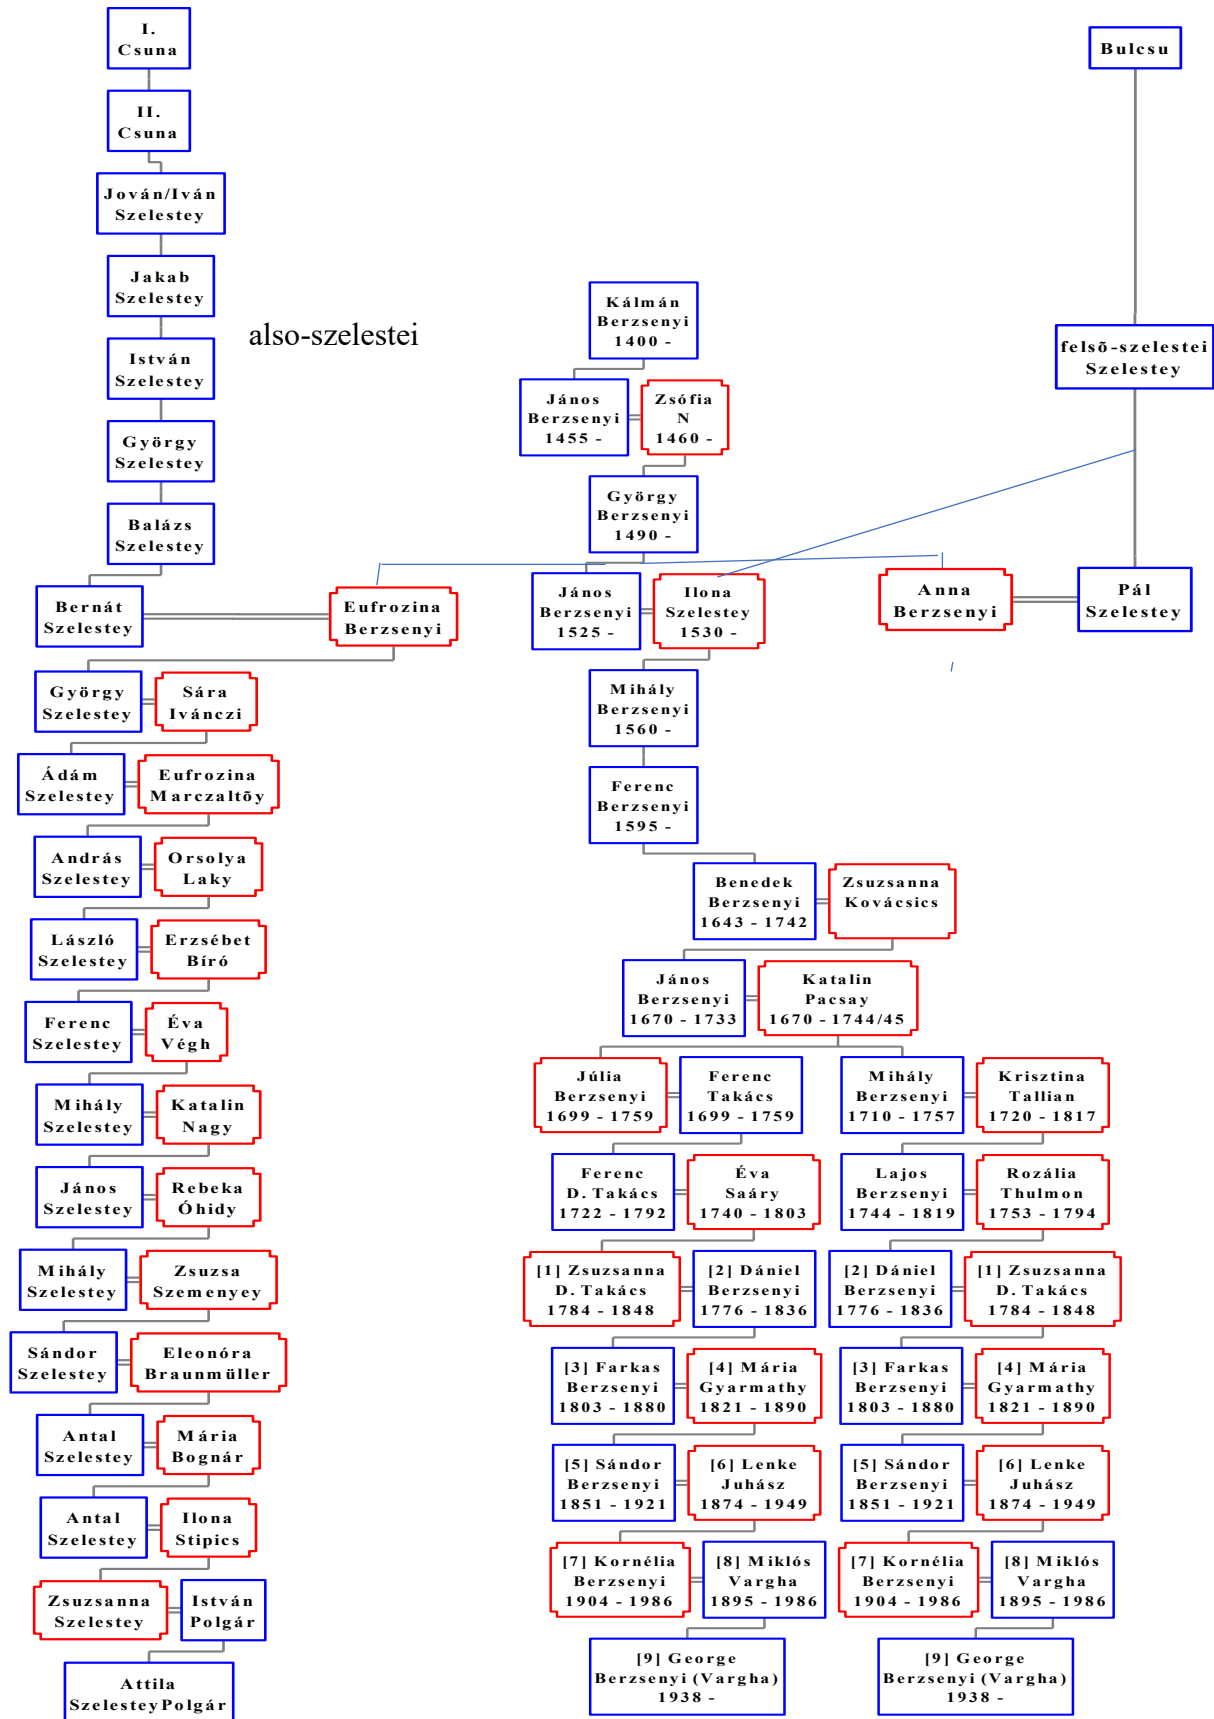 I.
Csuna
Bulcsu
II.
Csuna
Jován/Iván
Szelestey
Jakab
Szelestey
also-szelestei
Kálmán
Berzsenyi
1400 -
felsõ-szelestei
Szelestey
István
Szelestey
János
Berzsenyi
1455 -
Zsófia
N
1460 -
György
Szelestey
György
Berzsenyi
1490 -
Balázs
Szelestey
Bernát
Szelestey
Eufrozina
Berzsenyi
János
Berzsenyi
1525 -
Ilona
Szelestey
1530 -
Anna
Berzsenyi
Pál
Szelestey
György
Szelestey
Sára
Ivánczi
Mihály
Berzsenyi
1560 -
Ádám
Szelestey
Eufrozina
Marczaltõy
Ferenc
Berzsenyi
1595 -
András
Szelestey
Orsolya
Laky
Benedek
Berzsenyi
1643 - 1742
Zsuzsanna
Kovácsics
László
Szelestey
Erzsébet
Bíró
János
Berzsenyi
1670 - 1733
Katalin
Pacsay
1670 - 1744/45
Ferenc
Szelestey
Éva
Végh
Júlia
Berzsenyi
1699 - 1759
Ferenc
Takács
1699 - 1759
Mihály
Berzsenyi
1710 - 1757
Krisztina
Tallian
1720 - 1817
Mihály
Szelestey
Katalin
Nagy
Ferenc
D. Takács
1722 - 1792
Éva
Saáry
1740 - 1803
Lajos
Berzsenyi
1744 - 1819
Rozália
Thulmon
1753 - 1794
János
Szelestey
Rebeka
Óhidy
Mihály
Szelestey
Zsuzsa
Szemenyey
[1] Zsuzsanna
D. Takács
1784 - 1848
[2] Dániel
Berzsenyi
1776 - 1836
[2] Dániel
Berzsenyi
1776 - 1836
[1] Zsuzsanna
D. Takács
1784 - 1848
Sándor
Szelestey
Eleonóra
Braunmüller
[3] Farkas
Berzsenyi
1803 - 1880
[4] Mária
Gyarmathy
1821 - 1890
[3] Farkas
Berzsenyi
1803 - 1880
[4] Mária
Gyarmathy
1821 - 1890
Antal
Szelestey
Mária
Bognár
[5] Sándor
Berzsenyi
1851 - 1921
[6] Lenke
Juhász
1874 - 1949
[5] Sándor
Berzsenyi
1851 - 1921
[6] Lenke
Juhász
1874 - 1949
Antal
Szelestey
Ilona
Stipics
[7] Kornélia
Berzsenyi
1904 - 1986
[8] Miklós
Vargha
1895 - 1986
[7] Kornélia
Berzsenyi
1904 - 1986
[8] Miklós
Vargha
1895 - 1986
Zsuzsanna
Szelestey
István
Polgár
Attila
Szelestey Polgár
[9] George
Berzsenyi (Vargha)
1938 -
[9] George
Berzsenyi (Vargha)
1938 -